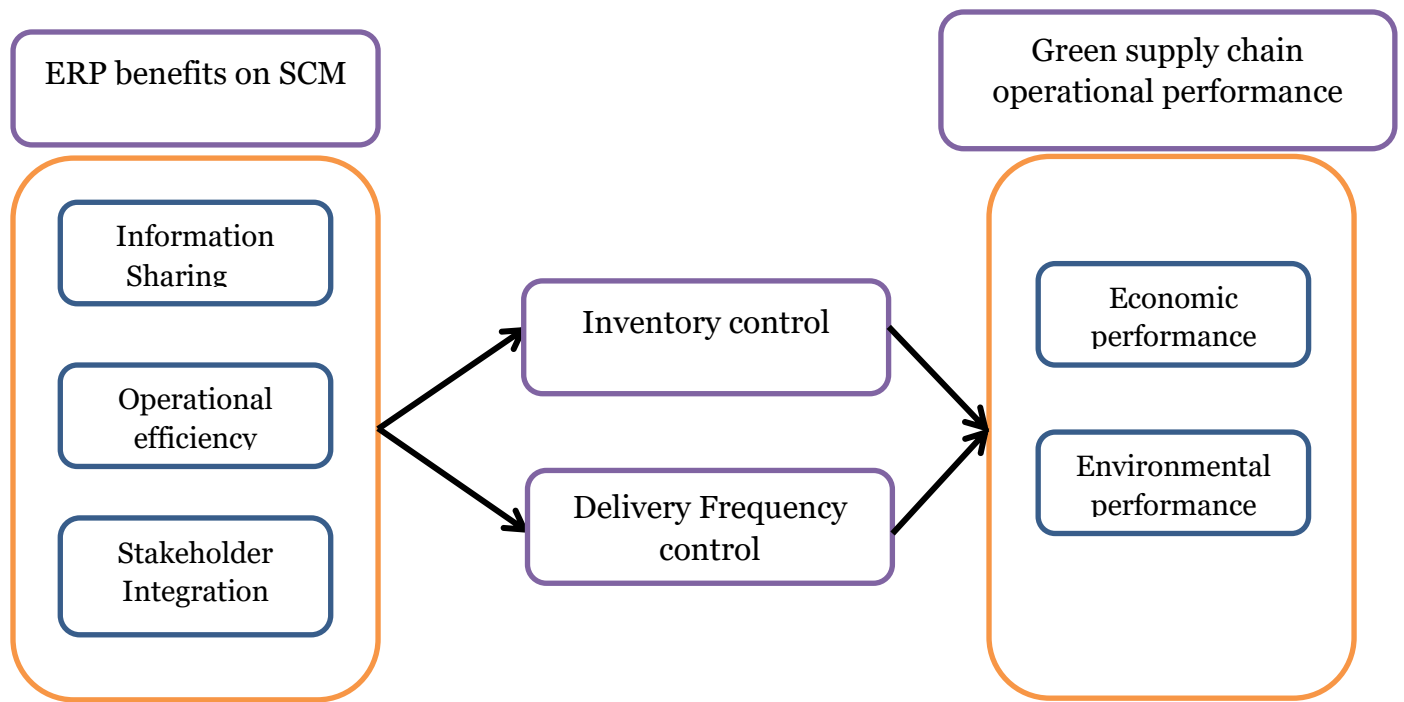 ERP benefits on SCM
Green supply chain
operational performance
Information
Sharing
Operational
efficiency
Stakeholder
Integration
Inventory control
Delivery Frequency
control
Economic
performance
Environmental
performance